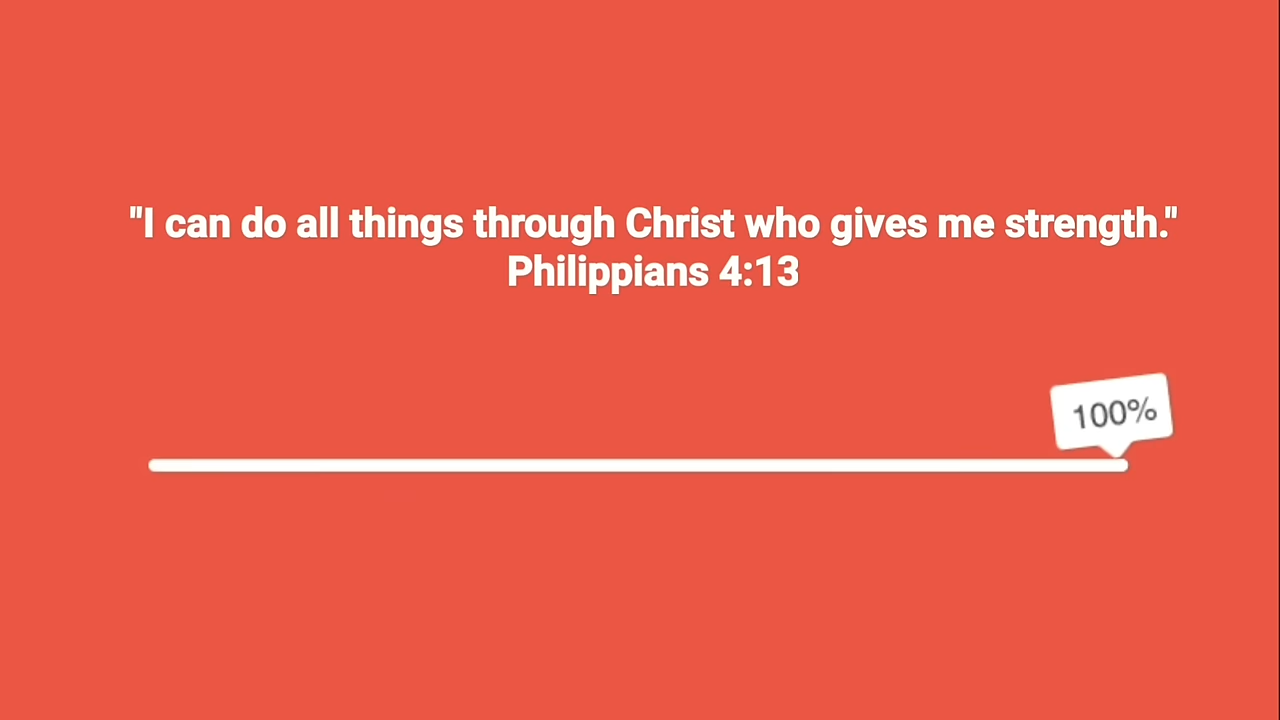 "I can do all things through Christ who gives me strength."
Philippians 4:13
100%